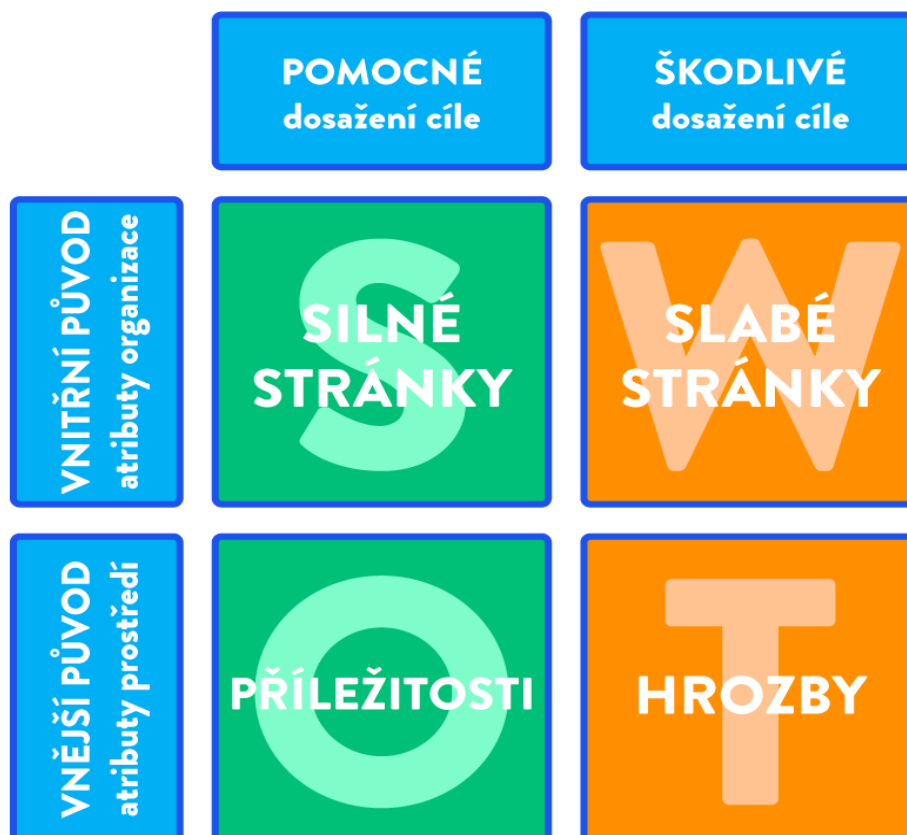 POMOCNÉ
dosažení cíle
ŠKODLIVÉ
dosažení cíle
VNITŘNÍ PŮVOD
atributy organizace
S
SILNÉ
STRÁNKY
W
SLABÉ
STRÁNKY
VNĚJŠÍ PŮVOD
atributy prostředí
O
PŘÍLEŽITOSTI
T
HROZBY